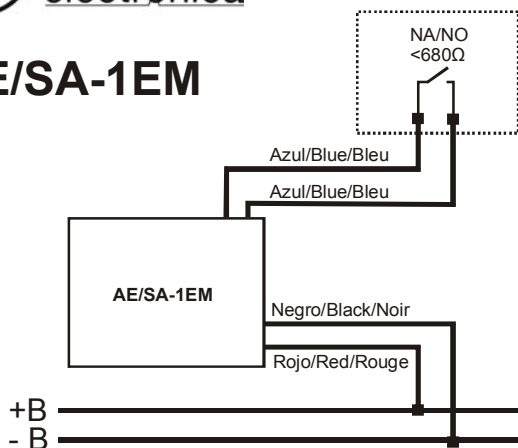 NA/NO
<680Ω
E/SA-1EM
Azul/Blue/Bleu
Azul/Blue/Bleu
AE/SA-1EM
Negro/Black/Noir
Rojo/Red/Rouge
+B
- B